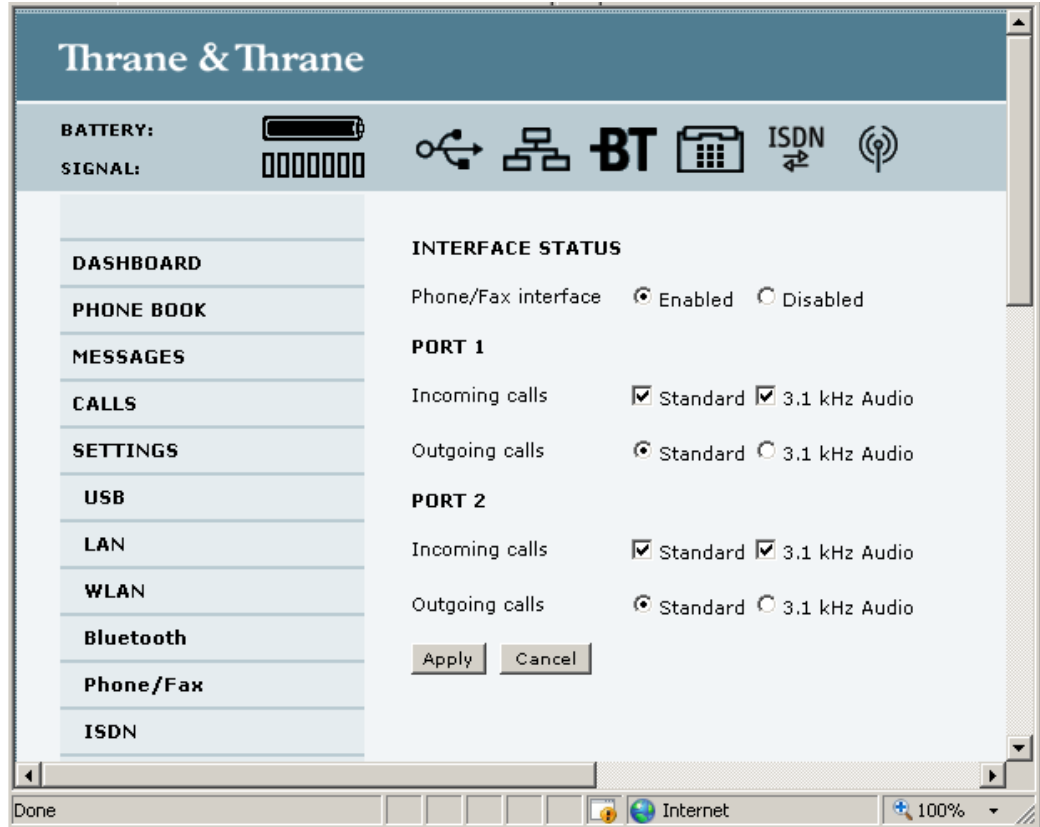 Thrane & Thrane
BATTERY:
SIGNAL:
BT
ISDN
DASHBOARD
PHONE BOOK
MESSAGES
CALLS
SETTINGS
USB
LAN
WLAN
Bluetooth
Phone/Fax
ISDN
INTERFACE STATUS
Phone/Fax interface Enabled Disabled
PORT 1
Incoming calls Standard 3.1 kHz Audio
Outgoing calls Standard 3.1 kHz Audio
PORT 2
Incoming calls Standard 3.1 kHz Audio
Outgoing calls Standard 3.1 kHz Audio
Apply Cancel
Done Internet 100%